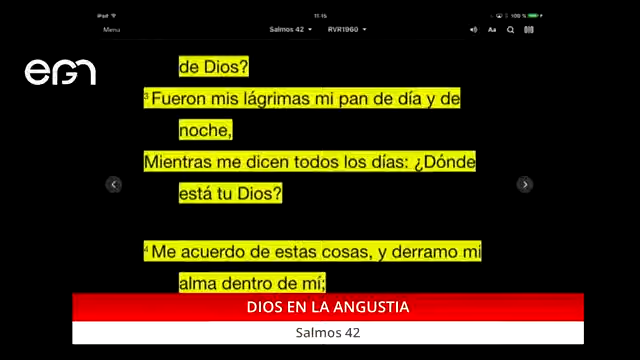 iPad
11:15
100 %
Menu
Salmos 42
RVR1960
Aa
egn
de Dios?
3 Fueron mis lágrimas mi pan de día y de
noche,
Mientras me dicen todos los días: ¿Dónde
está tu Dios?
4 Me acuerdo de estas cosas, y derramo mi
alma dentro de mí;
DIOS EN LA ANGUSTIA
Salmos 42